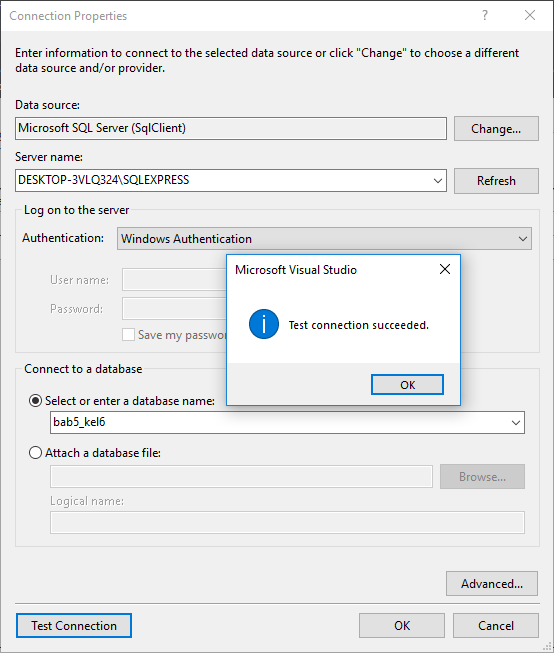 Connection Properties
Enter information to connect to the selected data source or click "Change" to choose a different
data source and/or provider.
Data source:
Microsoft SQL Server (SqlClient)
Change...
Server name:
DESKTOP-3VLQ324\SQLEXPRESS
Refresh
Log on to the server
Authentication:
Windows Authentication
User name:
Password:
Save my password
Microsoft Visual Studio
Test connection succeeded.
OK
Connect to a database
Select or enter a database name:
bab5_kel6
Attach a database file:
Browse...
Logical name:
Advanced...
Test Connection
OK
Cancel